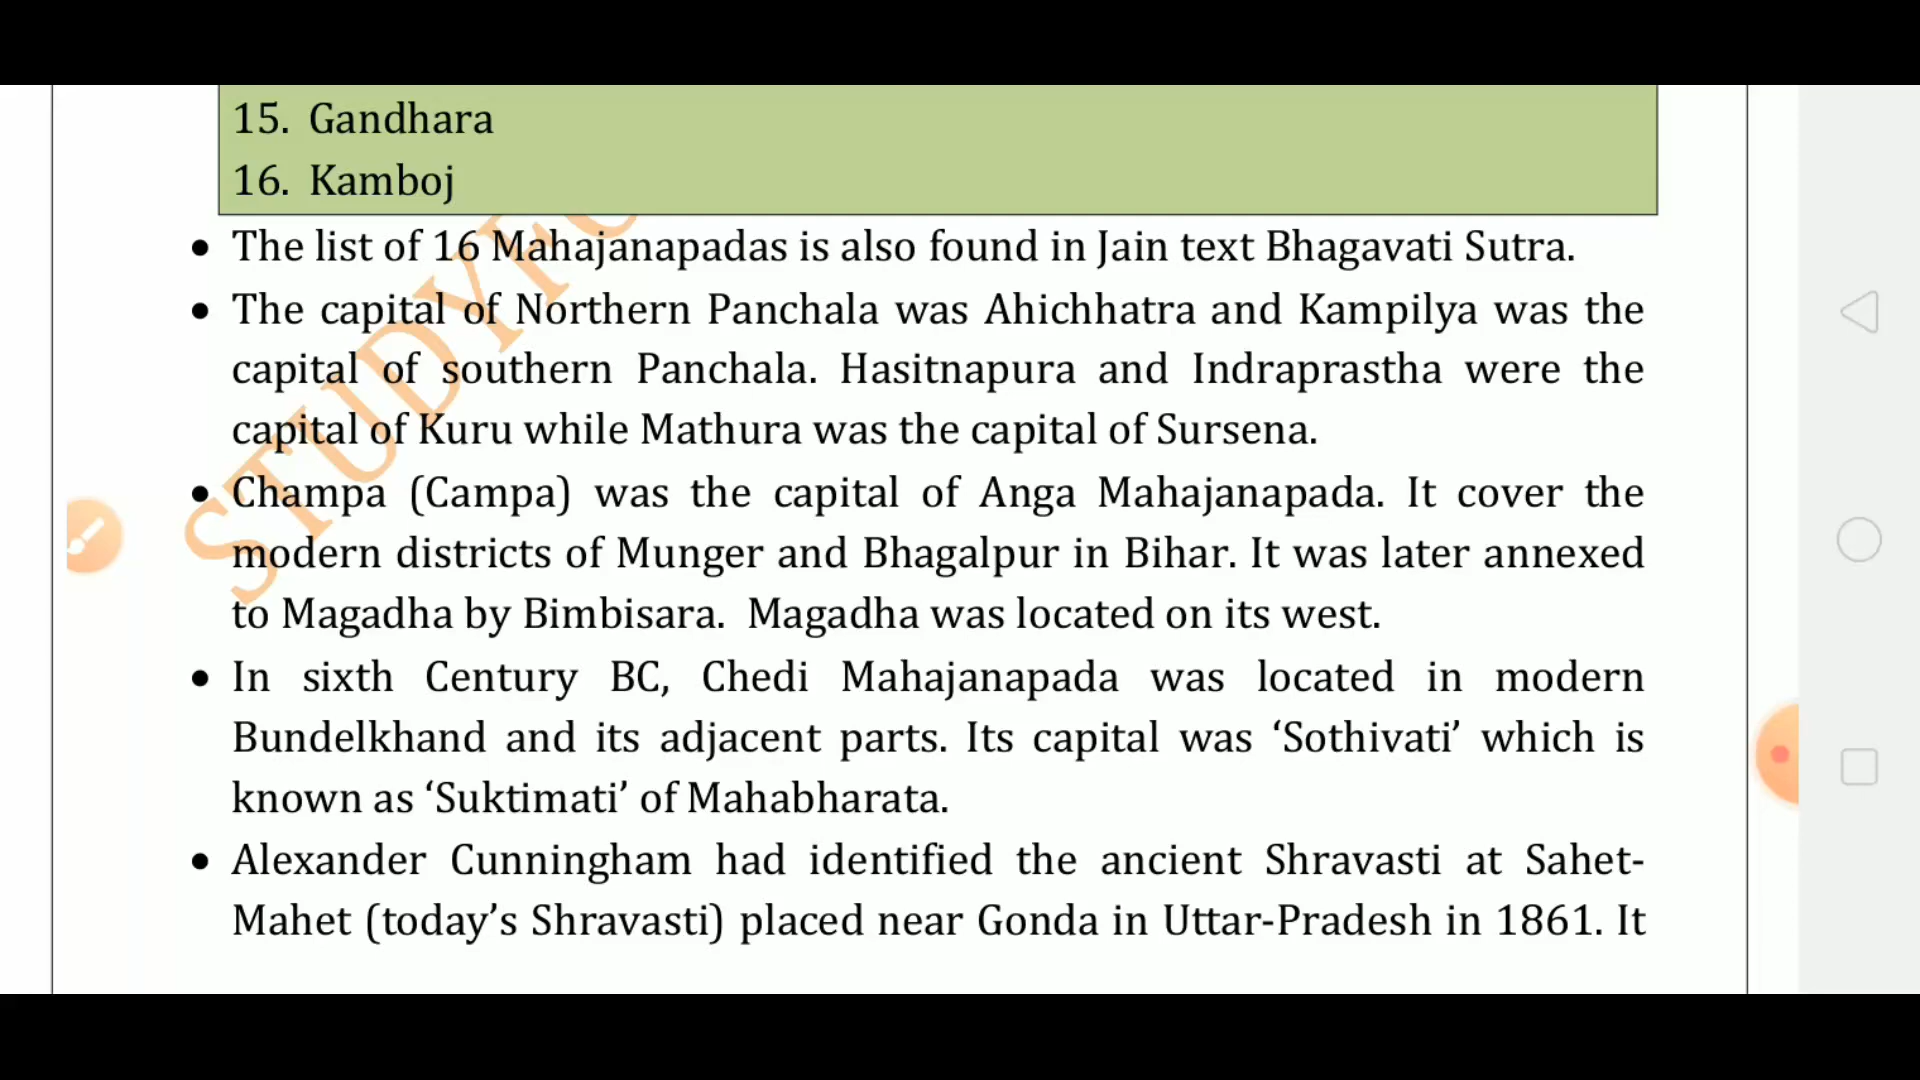 15. Gandhara
16. Kamboj
• The list of 16 Mahajanapadas is also found in Jain text Bhagavati Sutra.
• The capital of Northern Panchala was Ahichhatra and Kampilya was the
capital of southern Panchala. Hasitnapura and Indraprastha were the
capital of Kuru while Mathura was the capital of Sursena.
• Champa (Campa) was the capital of Anga Mahajanapada. It cover the
modern districts of Munger and Bhagalpur in Bihar. It was later annexed
to Magadha by Bimbisara. Magadha was located on its west.
• In sixth Century BC, Chedi Mahajanapada was located in modern
Bundelkhand and its adjacent parts. Its capital was ‘Sothivati’ which is
known as ‘Suktimati’ of Mahabharata.
• Alexander Cunningham had identified the ancient Shravasti at Sahet-
Mahet (today’s Shravasti) placed near Gonda in Uttar-Pradesh in 1861. It
STUDYF